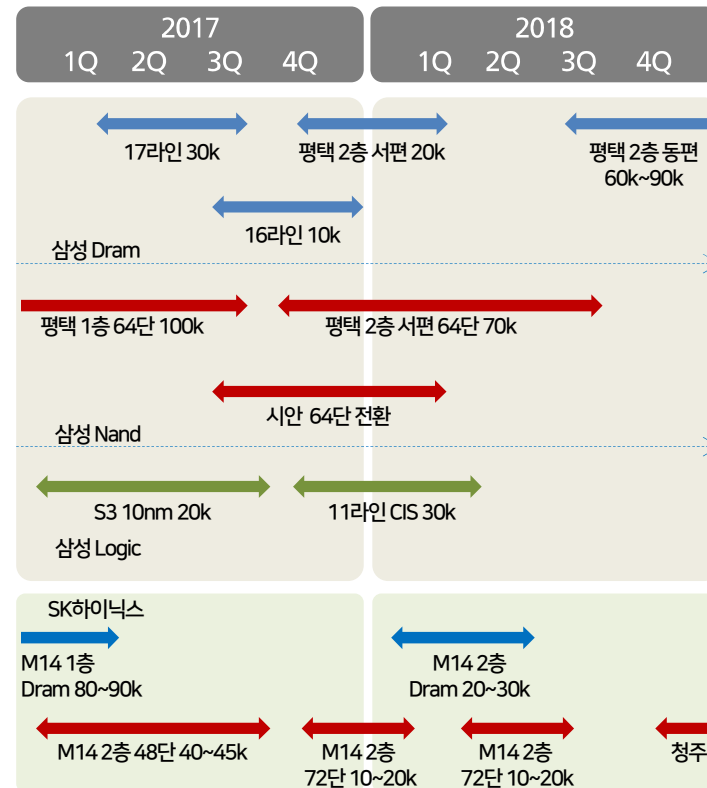 2017
2018
1Q 2Q 3Q 4Q
1Q 2Q 3Q 4Q
17라인 30k
평택 2층 서편 20k
평택 2층 동편
60k~90k
16라인 10k
삼성 Dram
평택 1층 64단 100k
평택 2층 서편 64단 70k
시안 64단 전환
삼성 Nand
S3 10nm 20k
11라인 CIS 30k
삼성 Logic
SK하이닉스
M14 1층
Dram 80~90k
M14 2층
Dram 20~30k
M14 2층 48단 40~45k
M14 2층
72단 10~20k
M14 2층
72단 10~20k
청주